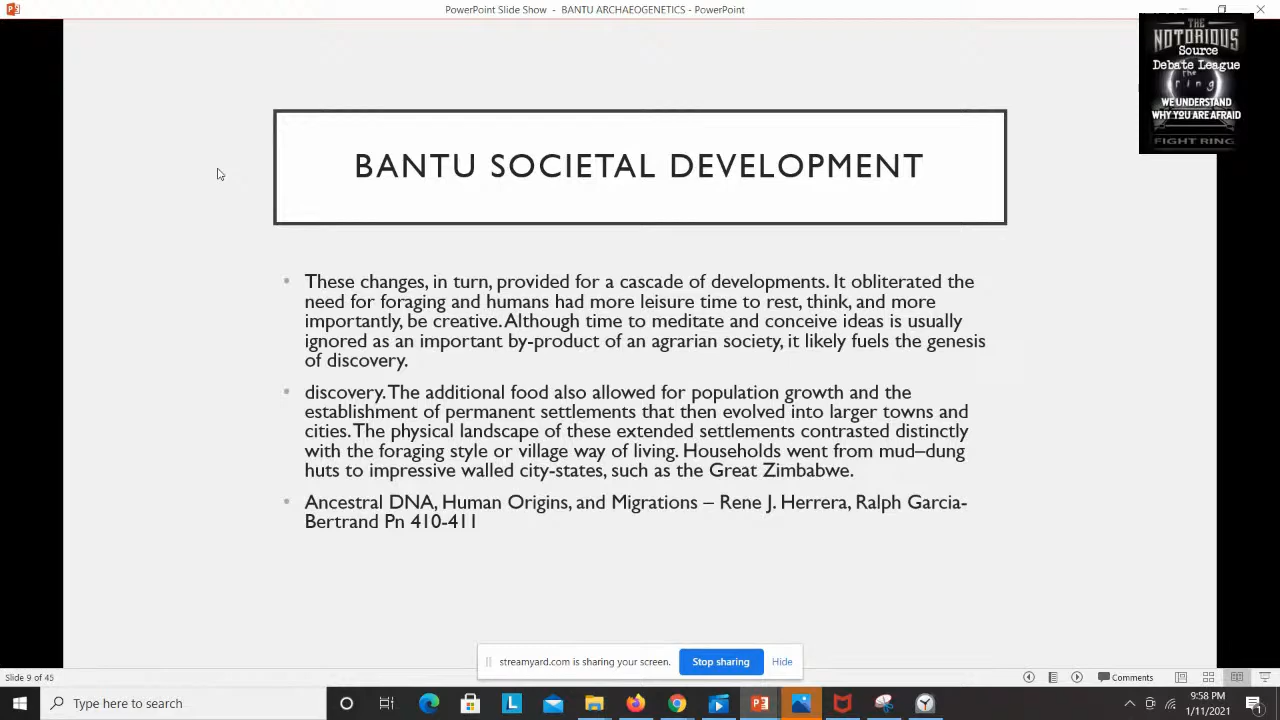 PowerPoint Slide Show - BANTU ARCHAEOGENETICS - PowerPoint
THE
NOTORIOUS
Source
Debate League
the
ring
WE UNDERSTAND
WHY YOU ARE AFRAID
FIGHT RING
BANTU SOCIETAL DEVELOPMENT
• These changes, in turn, provided for a cascade of developments. It obliterated the
need for foraging and humans had more leisure time to rest, think, and more
importantly, be creative. Although time to meditate and conceive ideas is usually
ignored as an important by-product of an agrarian society, it likely fuels the genesis
of discovery.
• discovery. The additional food also allowed for population growth and the
establishment of permanent settlements that then evolved into larger towns and
cities. The physical landscape of these extended settlements contrasted distinctly
with the foraging style or village way of living. Households went from mud–dung
huts to impressive walled city-states, such as the Great Zimbabwe.
• Ancestral DNA, Human Origins, and Migrations – Rene J. Herrera, Ralph Garcia-
Bertrand Pn 410-411
streamyard.com is sharing your screen. Stop sharing Hide
Slide 9 of 45
Comments
Type here to search
9:58 PM
1/11/2021